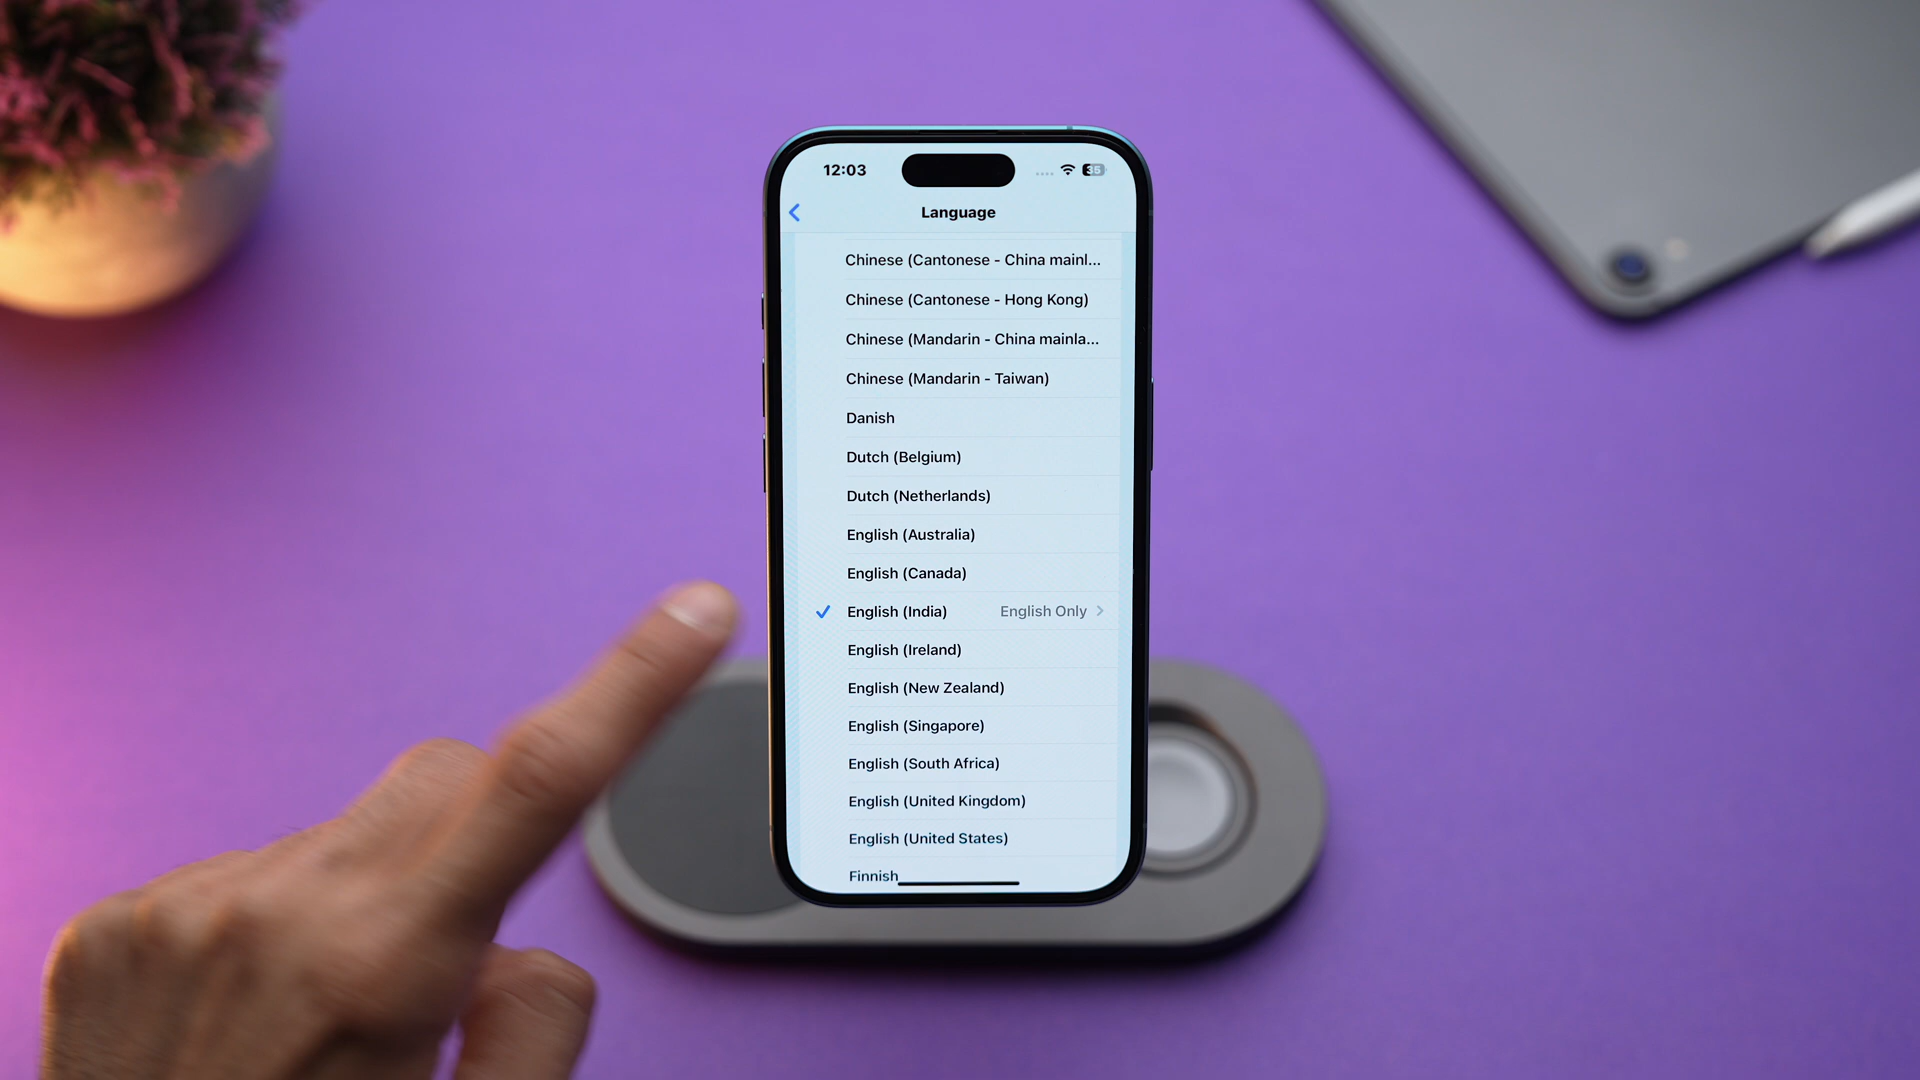 12:03
35
Language
Chinese (Cantonese - China mainl...
Chinese (Cantonese - Hong Kong)
Chinese (Mandarin - China mainla...
Chinese (Mandarin - Taiwan)
Danish
Dutch (Belgium)
Dutch (Netherlands)
English (Australia)
English (Canada)
English (India) English Only
English (Ireland)
English (New Zealand)
English (Singapore)
English (South Africa)
English (United Kingdom)
English (United States)
Finnish